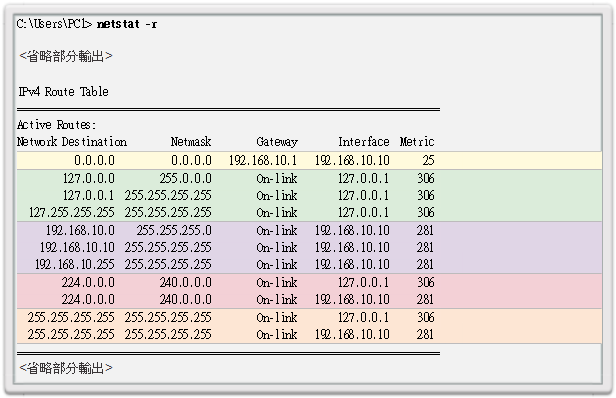 C:\Users\PC1> netstat -r
<省略部分輸出>
IPv4 Route Table
Active Routes:
Network Destination Netmask Gateway Interface Metric
0.0.0.0 0.0.0.0 192.168.10.1 192.168.10.10 25
127.0.0.0 255.0.0.0 On-link 127.0.0.1 306
127.0.0.1 255.255.255.255 On-link 127.0.0.1 306
127.255.255.255 255.255.255.255 On-link 127.0.0.1 306
192.168.10.0 255.255.255.0 On-link 192.168.10.10 281
192.168.10.10 255.255.255.255 On-link 192.168.10.10 281
192.168.10.255 255.255.255.255 On-link 192.168.10.10 281
224.0.0.0 240.0.0.0 On-link 127.0.0.1 306
224.0.0.0 240.0.0.0 On-link 192.168.10.10 281
255.255.255.255 255.255.255.255 On-link 127.0.0.1 306
255.255.255.255 255.255.255.255 On-link 192.168.10.10 281
<省略部分輸出>